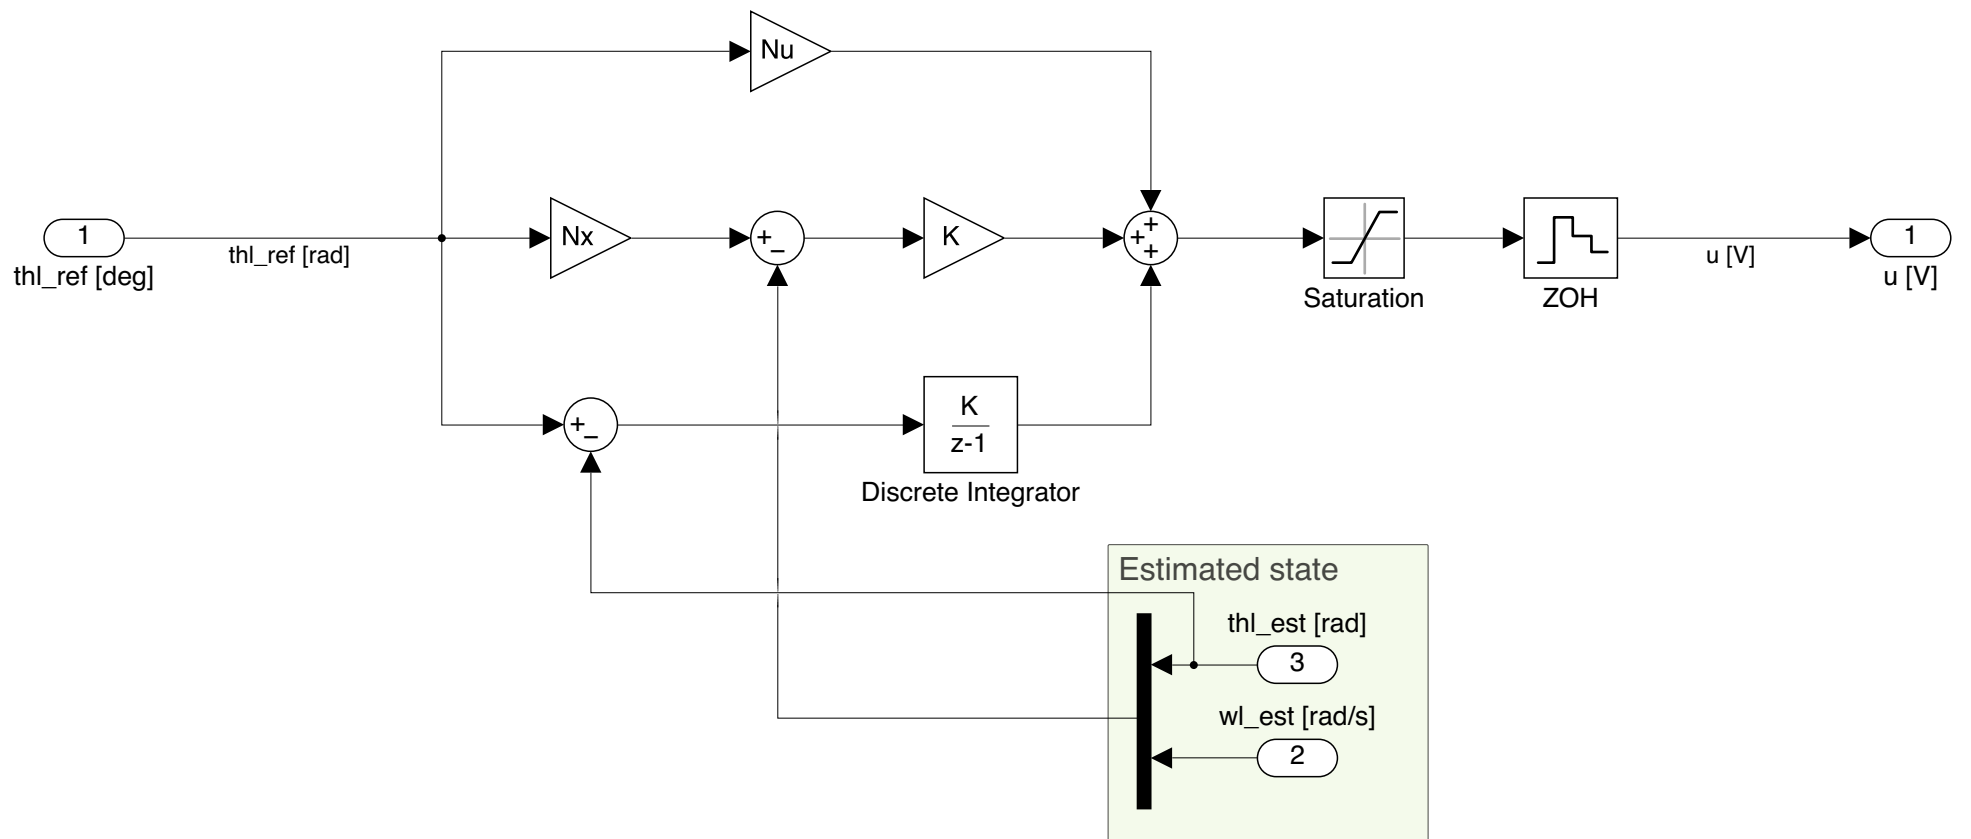 Nu
1
thl_ref [deg]
thl_ref [rad]
Nx
+
−
K
+
+
+
Saturation
ZOH
u [V]
1
u [V]
+
−
K
z-1
Discrete Integrator
Estimated state
thl_est [rad]
3
wl_est [rad/s]
2